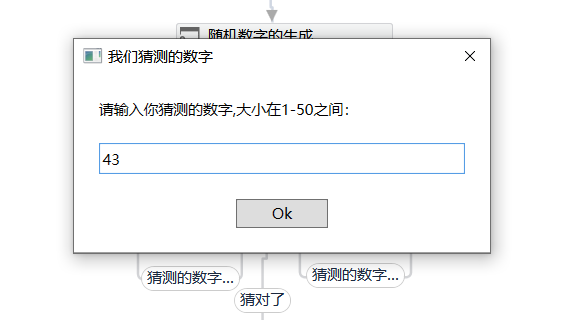 随机数字的生成
我们猜测的数字
请输入你猜测的数字,大小在1-50之间：
43
Ok
猜测的数字...
猜测的数字...
猜对了